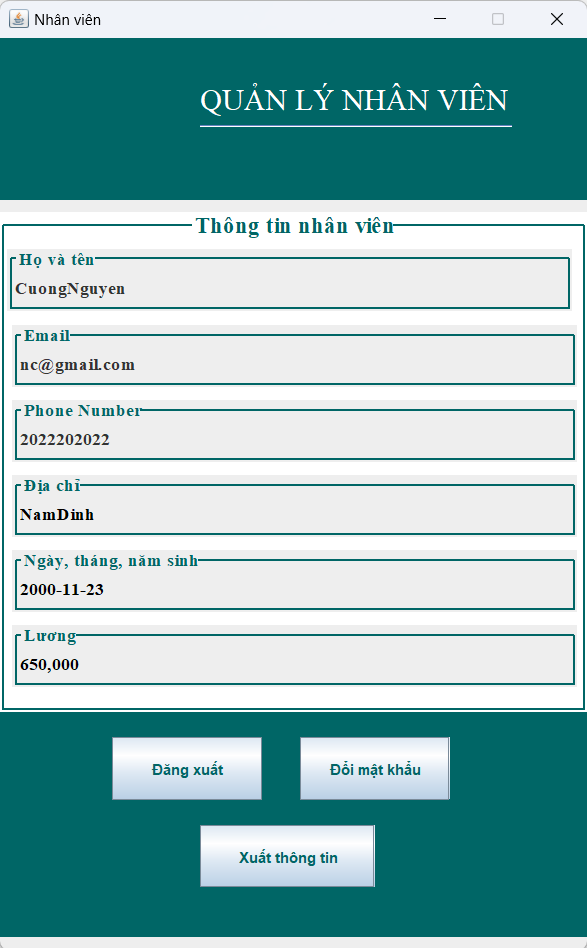 Nhân viên
QUẢN LÝ NHÂN VIÊN
Thông tin nhân viên
Họ và tên
CuongNguyen
Email
nc@gmail.com
Phone Number
2022202022
Địa chỉ
NamDinh
Ngày, tháng, năm sinh
2000-11-23
Lương
650,000
Đăng xuất
Đổi mật khẩu
Xuất thông tin